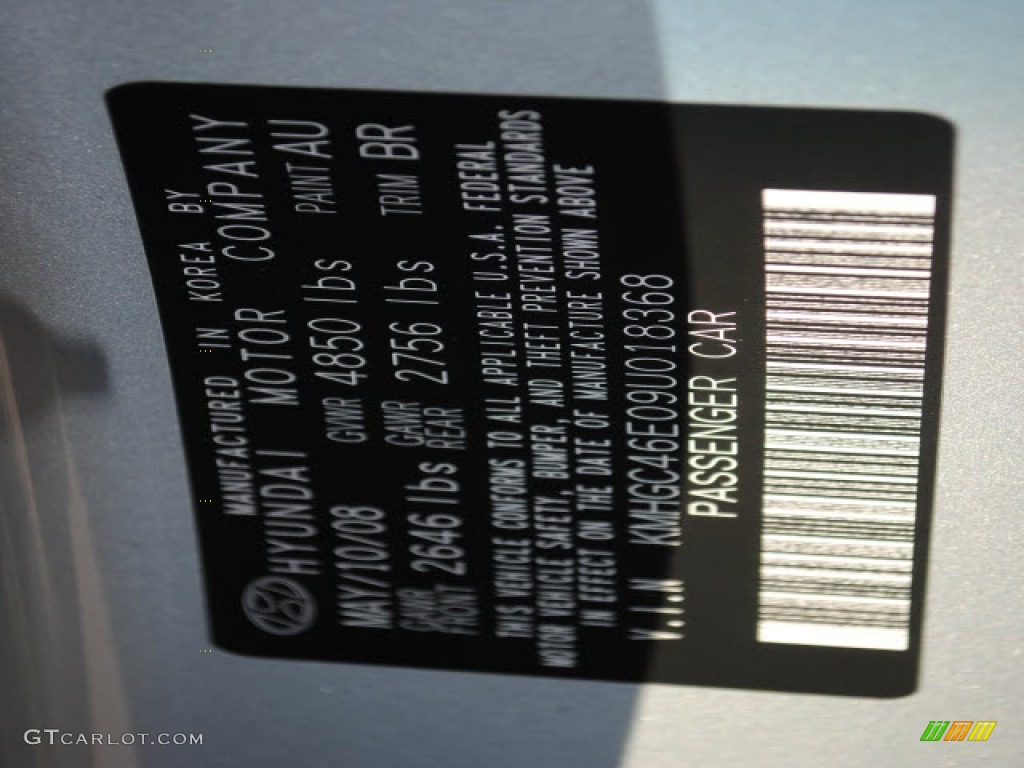 MANUFACTURED IN KOREA BY
HYUNDAI MOTOR COMPANY
MAY/10/08 GVWR 4850 lbs PAINT AU
GAWR FRONT 2646 lbs GAWR REAR 2756 lbs TRIM BR
THIS VEHICLE CONFORMS TO ALL APPLICABLE U.S.A. FEDERAL
MOTOR VEHICLE SAFETY, BUMPER, AND THEFT PREVENTION STANDARDS
IN EFFECT ON THE DATE OF MANUFACTURE SHOWN ABOVE
V.I.N KMHGC46E09U018368
PASSENGER CAR
GTCARLOT.COM